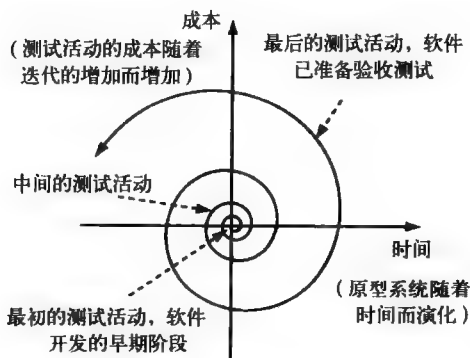 成本
（测试活动的成本随着
迭代的增加而增加）
最后的测试活动，软件
已准备验收测试
中间的测试活动
时间
最初的测试活动，软件
开发的早期阶段
（原型系统随着
时间而演化）